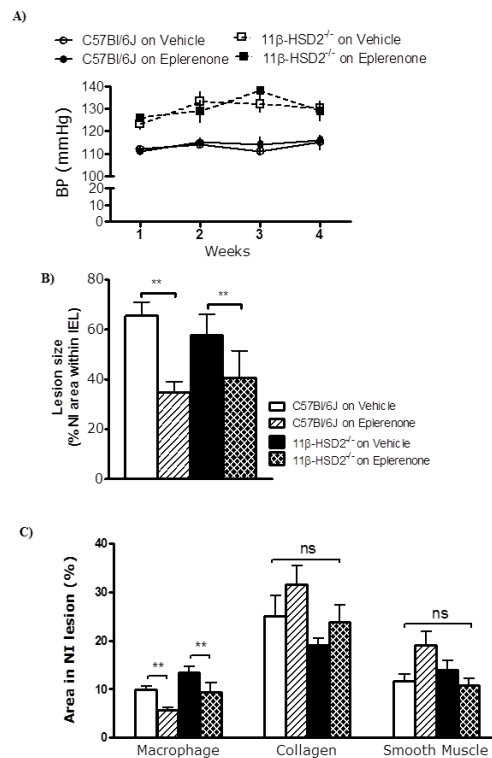 A)
C57Bl/6J on Vehicle 11β-HSD2-/- on Vehicle
C57Bl/6J on Eplerenone 11β-HSD2-/- on Eplerenone
BP (mmHg)
140
130
120
110
100
20
0
1 2 3 4
Weeks
B)
Lesion size
(% NI area within IEL)
80
60
40
20
0
** **
C57Bl/6J on Vehicle
C57Bl/6J on Eplerenone
11β-HSD2-/- on Vehicle
11β-HSD2-/- on Eplerenone
C)
Area in NI lesion (%)
40
30
20
10
0
** ** ns ns
Macrophage Collagen Smooth Muscle